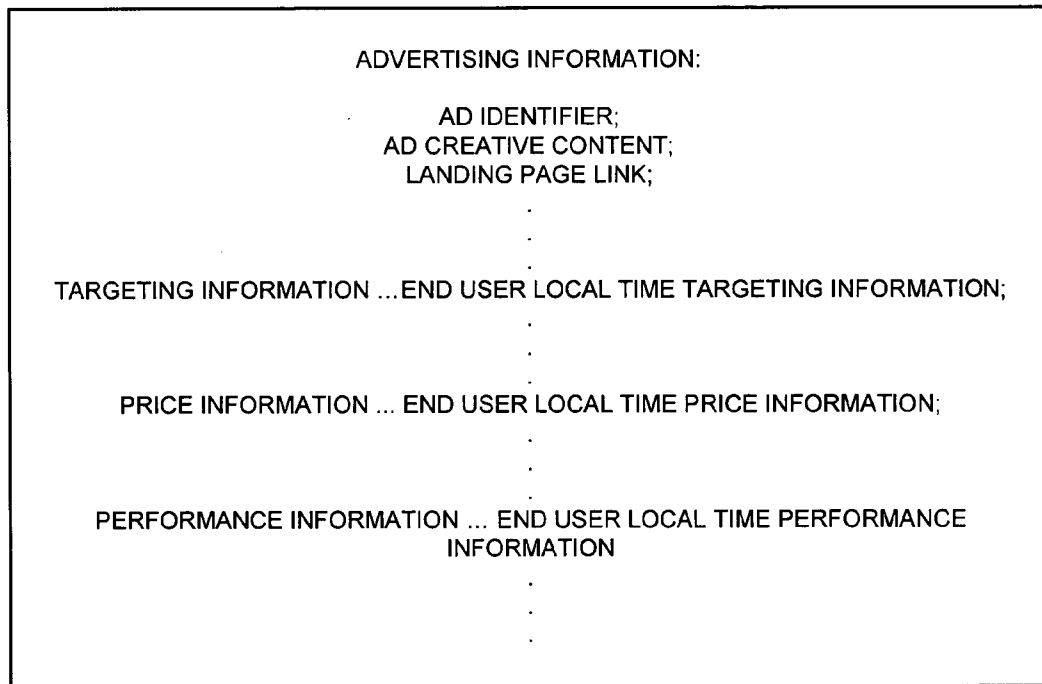 ADVERTISING INFORMATION:
AD IDENTIFIER;
AD CREATIVE CONTENT;
LANDING PAGE LINK;
.
.
.
TARGETING INFORMATION ...END USER LOCAL TIME TARGETING INFORMATION;
.
.
.
PRICE INFORMATION ... END USER LOCAL TIME PRICE INFORMATION;
.
.
.
PERFORMANCE INFORMATION ... END USER LOCAL TIME PERFORMANCE
INFORMATION
.
.
.